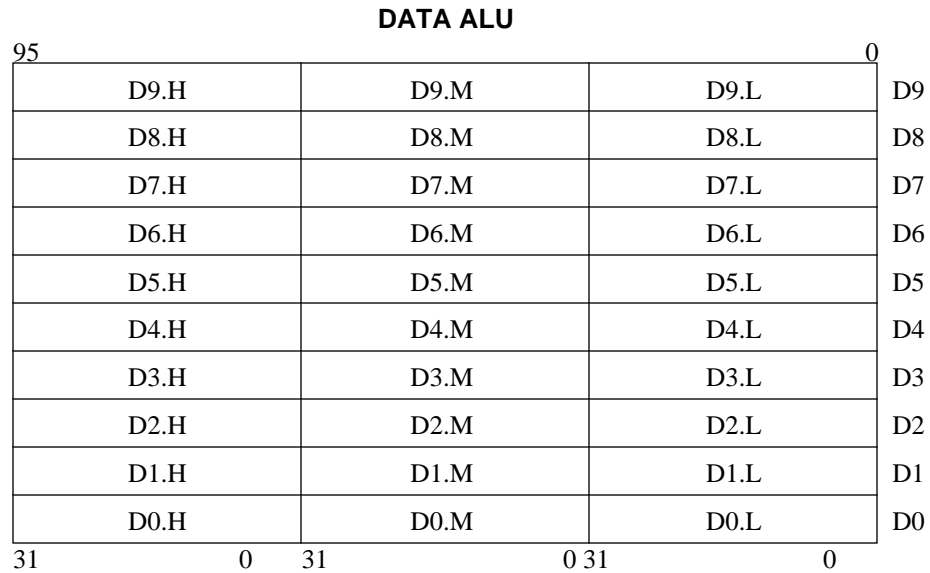 DATA ALU
95 0
D9.H D9.M D9.L D9
D8.H D8.M D8.L D8
D7.H D7.M D7.L D7
D6.H D6.M D6.L D6
D5.H D5.M D5.L D5
D4.H D4.M D4.L D4
D3.H D3.M D3.L D3
D2.H D2.M D2.L D2
D1.H D1.M D1.L D1
D0.H D0.M D0.L D0
31 0 31 0 31 0